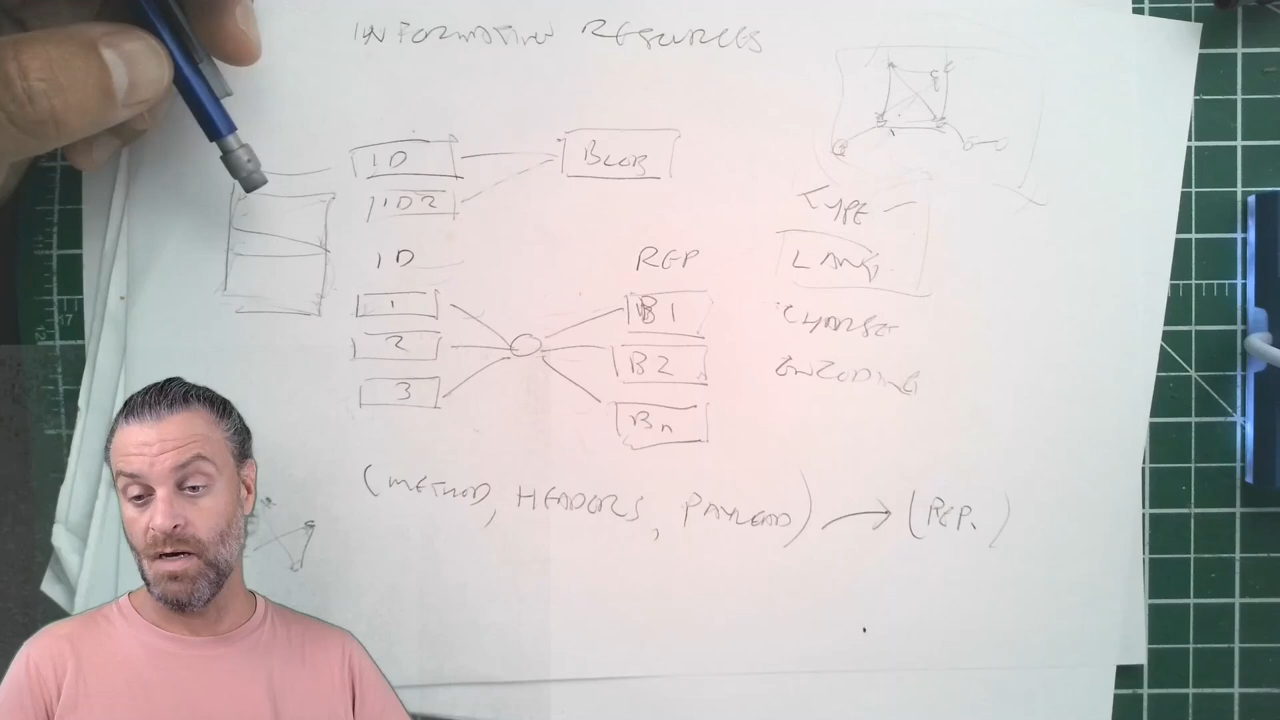 INFORMATION RESOURCES
ID BLOB
ID2
TYPE
ID REP LANG
1 B1 CHARSET
2 B2 ENCODING
3 Bn
(METHOD, HEADERS, PAYLOAD) → (REP.)
17